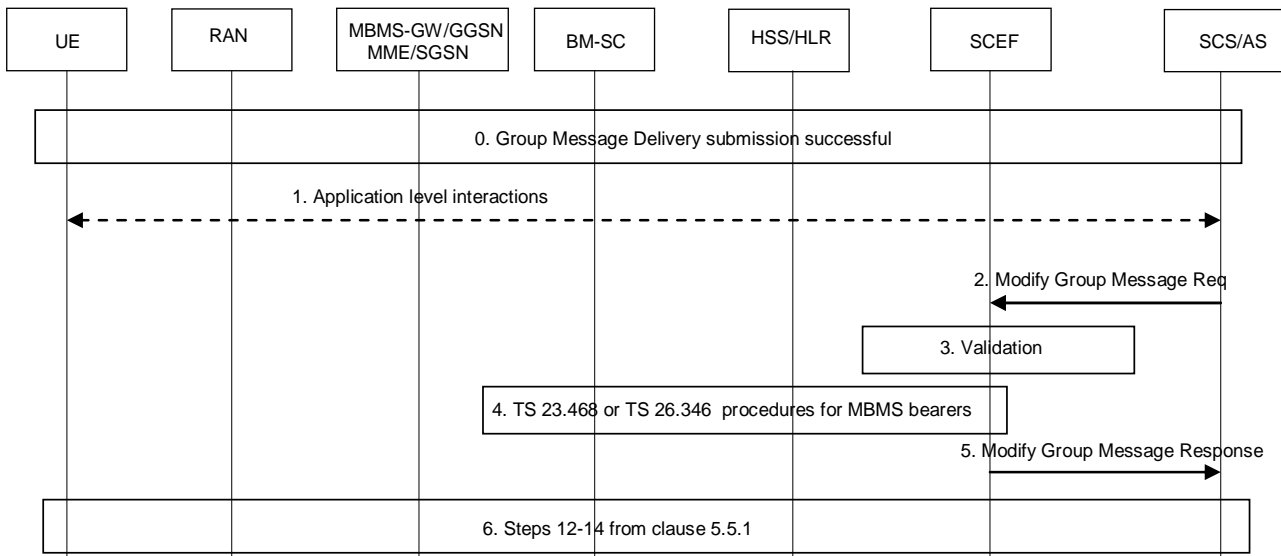 UE
RAN
MBMS-GW/GGSN
MME/SGSN
BM-SC
HSS/HLR
SCEF
SCS/AS
0. Group Message Delivery submission successful
1. Application level interactions
2. Modify Group Message Req
3. Validation
4. TS 23.468 or TS 26.346 procedures for MBMS bearers
5. Modify Group Message Response
6. Steps 12-14 from clause 5.5.1